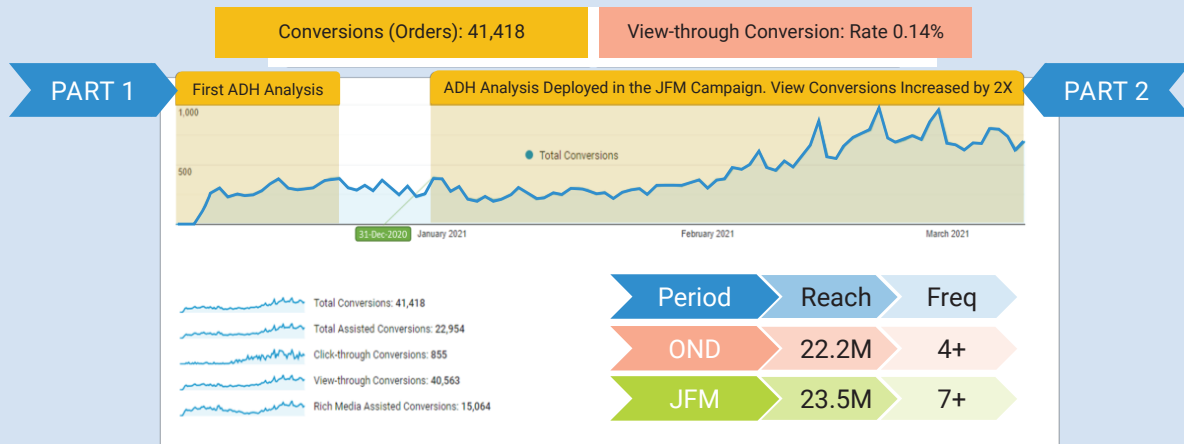 Conversions (Orders): 41,418
View-through Conversion: Rate 0.14%
PART 1
First ADH Analysis
ADH Analysis Deployed in the JFM Campaign. View Conversions Increased by 2X
PART 2
1,000
Total Conversions
500
31-Dec-2020
January 2021
February 2021
March 2021
Total Conversions: 41,418
Total Assisted Conversions: 22,954
Click-through Conversions: 855
View-through Conversions: 40,563
Rich Media Assisted Conversions: 15,064
Period Reach Freq
OND 22.2M 4+
JFM 23.5M 7+